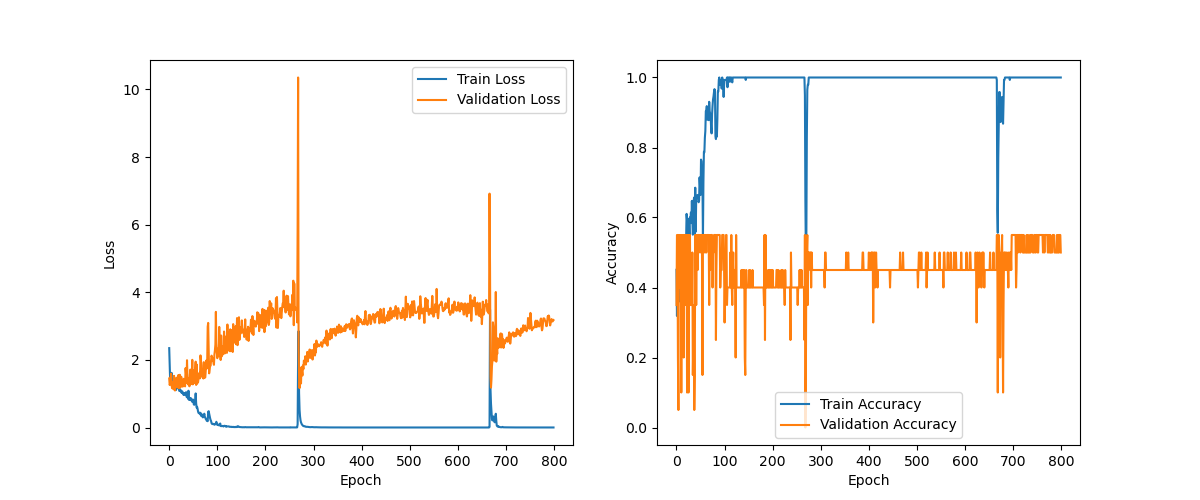 Train Loss
Validation Loss
10
8
6
4
2
0
Loss
0 100 200 300 400 500 600 700 800
Epoch
1.0
0.8
0.6
0.4
0.2
0.0
Accuracy
Train Accuracy
Validation Accuracy
0 100 200 300 400 500 600 700 800
Epoch